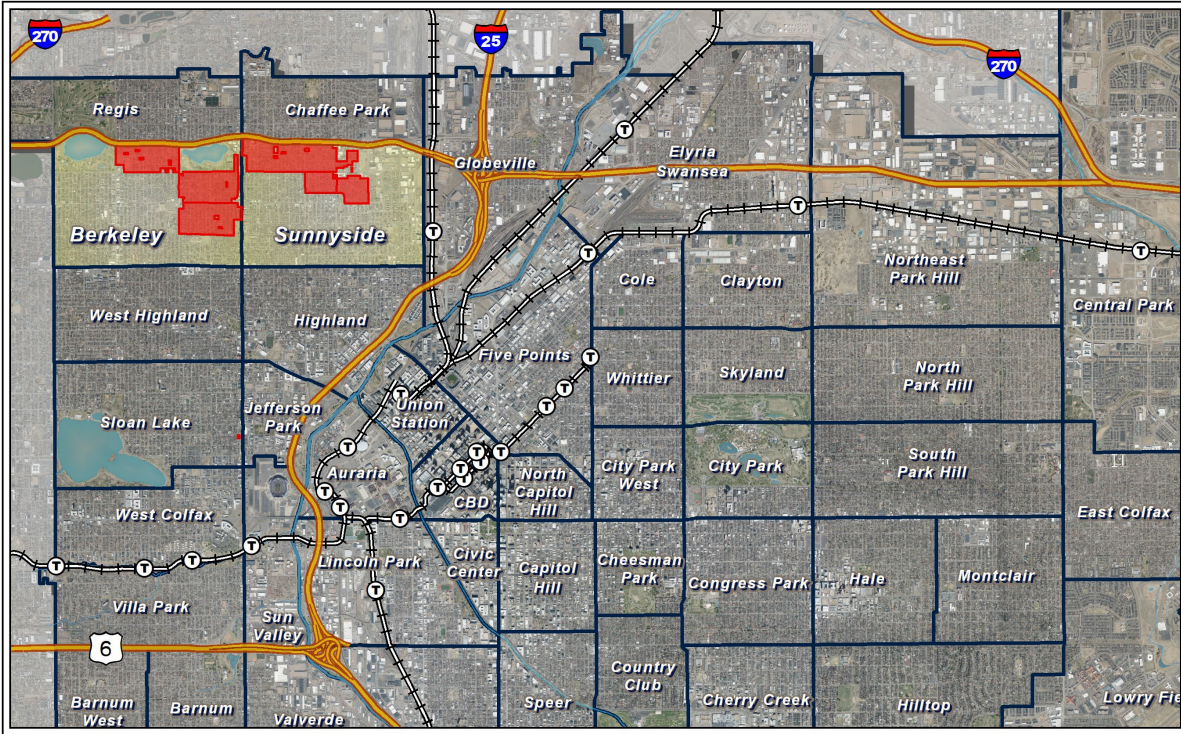 270
25
270
Regis
Chaffee Park
Globeville
Elyria
Swansea
Berkeley
Sunnyside
T
T
T
T
T
Cole
Clayton
Northeast
Park Hill
Central Park
West Highland
Highland
Five Points
T
Whittier
Skyland
North
Park Hill
T
T
T
Union
Station
Jefferson
Park
Sloan Lake
T
T
T
T
T
T
T
T
T
T
Auraria
CBD
North
Capitol
Hill
City Park
West
City Park
South
Park Hill
West Colfax
East Colfax
T
T
T
T
T
Lincoln Park
Civic
Center
Capitol
Hill
Cheesman
Park
Congress Park
Hale
Montclair
T
Villa Park
Sun
Valley
6
Barnum
West
Barnum
Valverde
Speer
Country
Club
Cherry Creek
Hilltop
Lowry Fie